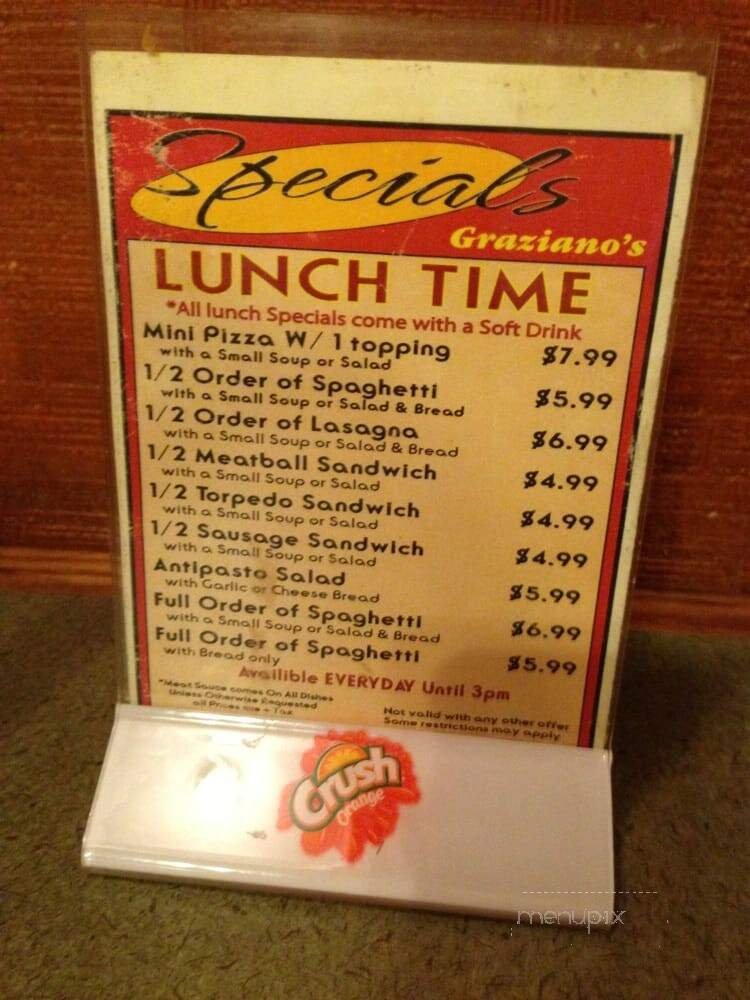 Specials
Graziano's
LUNCH TIME
*All lunch Specials come with a Soft Drink
Mini Pizza W/ 1 topping $7.99
with a Small Soup or Salad
1/2 Order of Spaghetti $5.99
with a Small Soup or Salad & Bread
1/2 Order of Lasagna $6.99
with a Small Soup or Salad & Bread
1/2 Meatball Sandwich $4.99
with a Small Soup or Salad
1/2 Torpedo Sandwich $4.99
with a Small Soup or Salad
1/2 Sausage Sandwich $4.99
with a Small Soup or Salad
Antipasto Salad $5.99
with Garlic or Cheese Bread
Full Order of Spaghetti $6.99
with a Small Soup or Salad & Bread
Full Order of Spaghetti $5.99
with Bread only
Availible EVERYDAY Until 3pm
*Meat Sauce comes On All Dishes
Unless Otherwise Requested
all Prices are + Tax
Not valid with any other offer
Some restrictions may apply
Crush
Orange
menupix